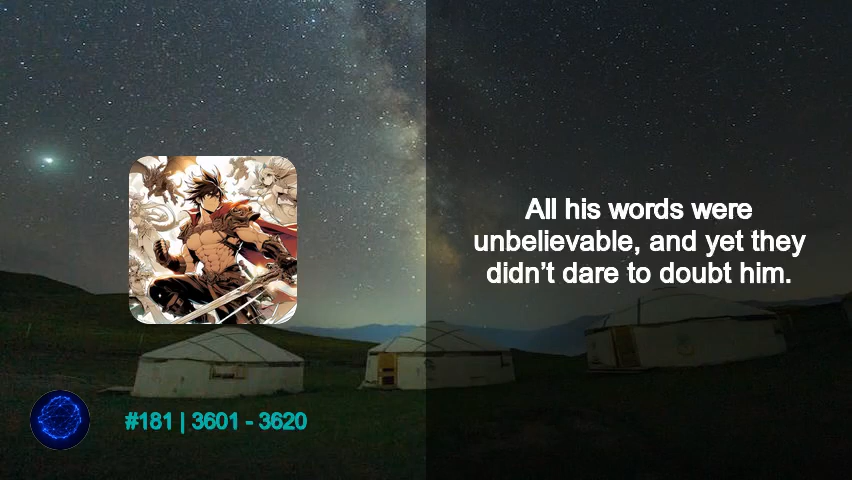 All his words were
unbelievable, and yet they
didn’t dare to doubt him.
#181 | 3601 - 3620